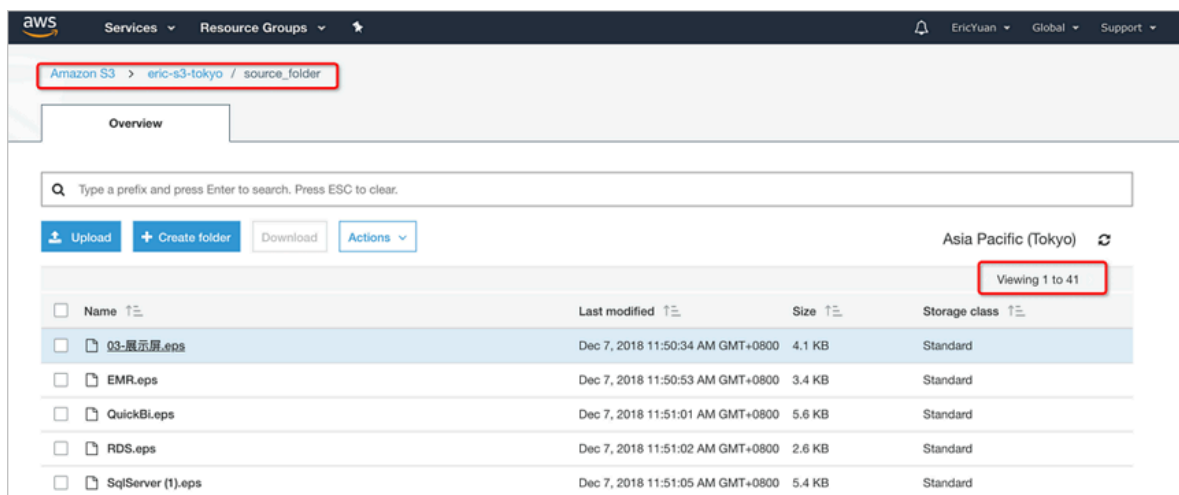 aws Services Resource Groups EricYuan Global Support
Amazon S3 > eric-s3-tokyo / source_folder
Overview
Type a prefix and press Enter to search. Press ESC to clear.
Upload + Create folder Download Actions Asia Pacific (Tokyo)
Viewing 1 to 41
Name Last modified Size Storage class
03-展示屏.eps Dec 7, 2018 11:50:34 AM GMT+0800 4.1 KB Standard
EMR.eps Dec 7, 2018 11:50:53 AM GMT+0800 3.4 KB Standard
QuickBi.eps Dec 7, 2018 11:51:01 AM GMT+0800 5.6 KB Standard
RDS.eps Dec 7, 2018 11:51:02 AM GMT+0800 2.6 KB Standard
SqlServer (1).eps Dec 7, 2018 11:51:05 AM GMT+0800 5.4 KB Standard